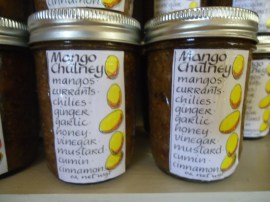 Mango
Chutney
mangos
currants.
chilies.
ginger
garlic
honey
vinegar
mustard
cumin
cinnamon
Mango
Chutney
mangos
currants.
chilies.
ginger
garlic
honey
vinegar
mustard
cumin
cinnamon